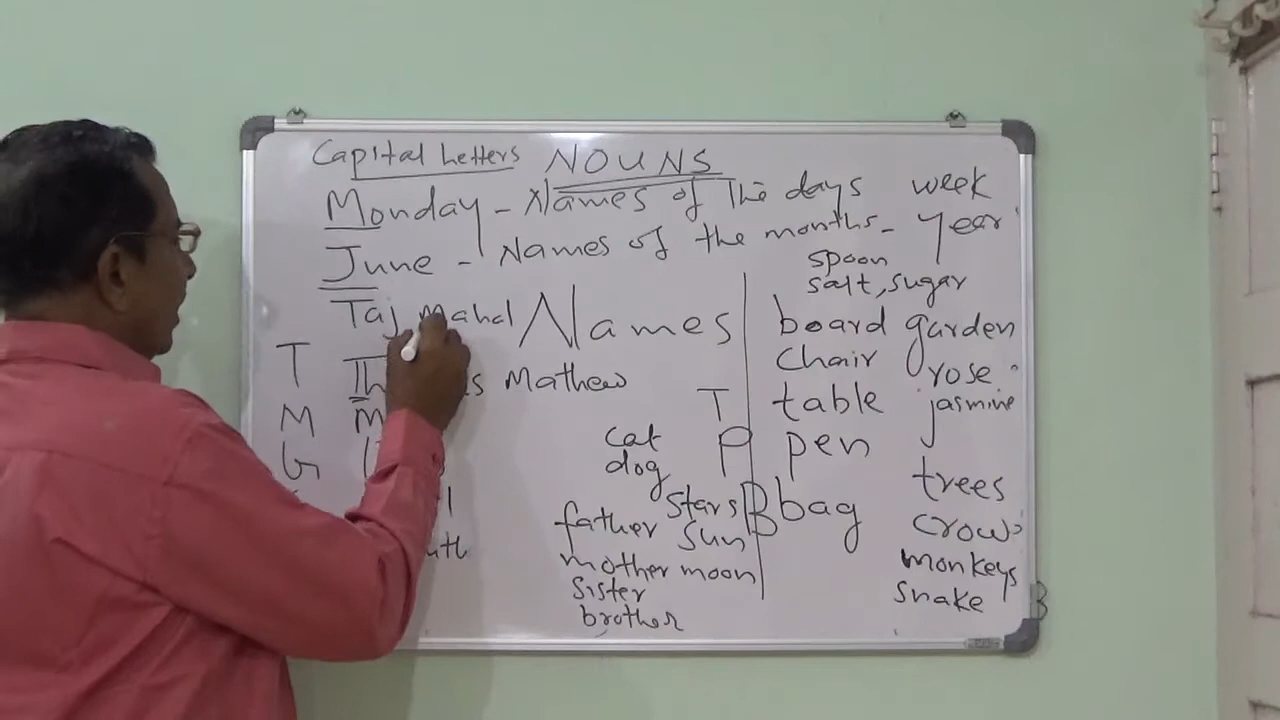 Capital Letters NOUNS
Monday - Names of the days week
June - Names of the months - year
spoon
salt, sugar
Taj Mahal Names board garden
chair rose
T Mathew
T table jasmine
M
cat P pen
G
dog
trees
stars B bag
father sun crow
mother moon monkeys
sister snake
brother